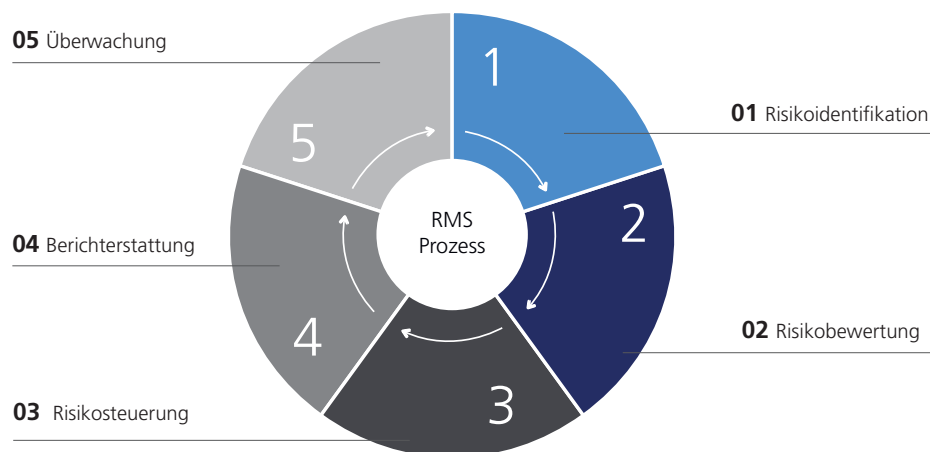 05 Überwachung
1
01 Risikoidentifikation
5
RMS
Prozess
2
04 Berichterstattung
4
02 Risikobewertung
3
03 Risikosteuerung